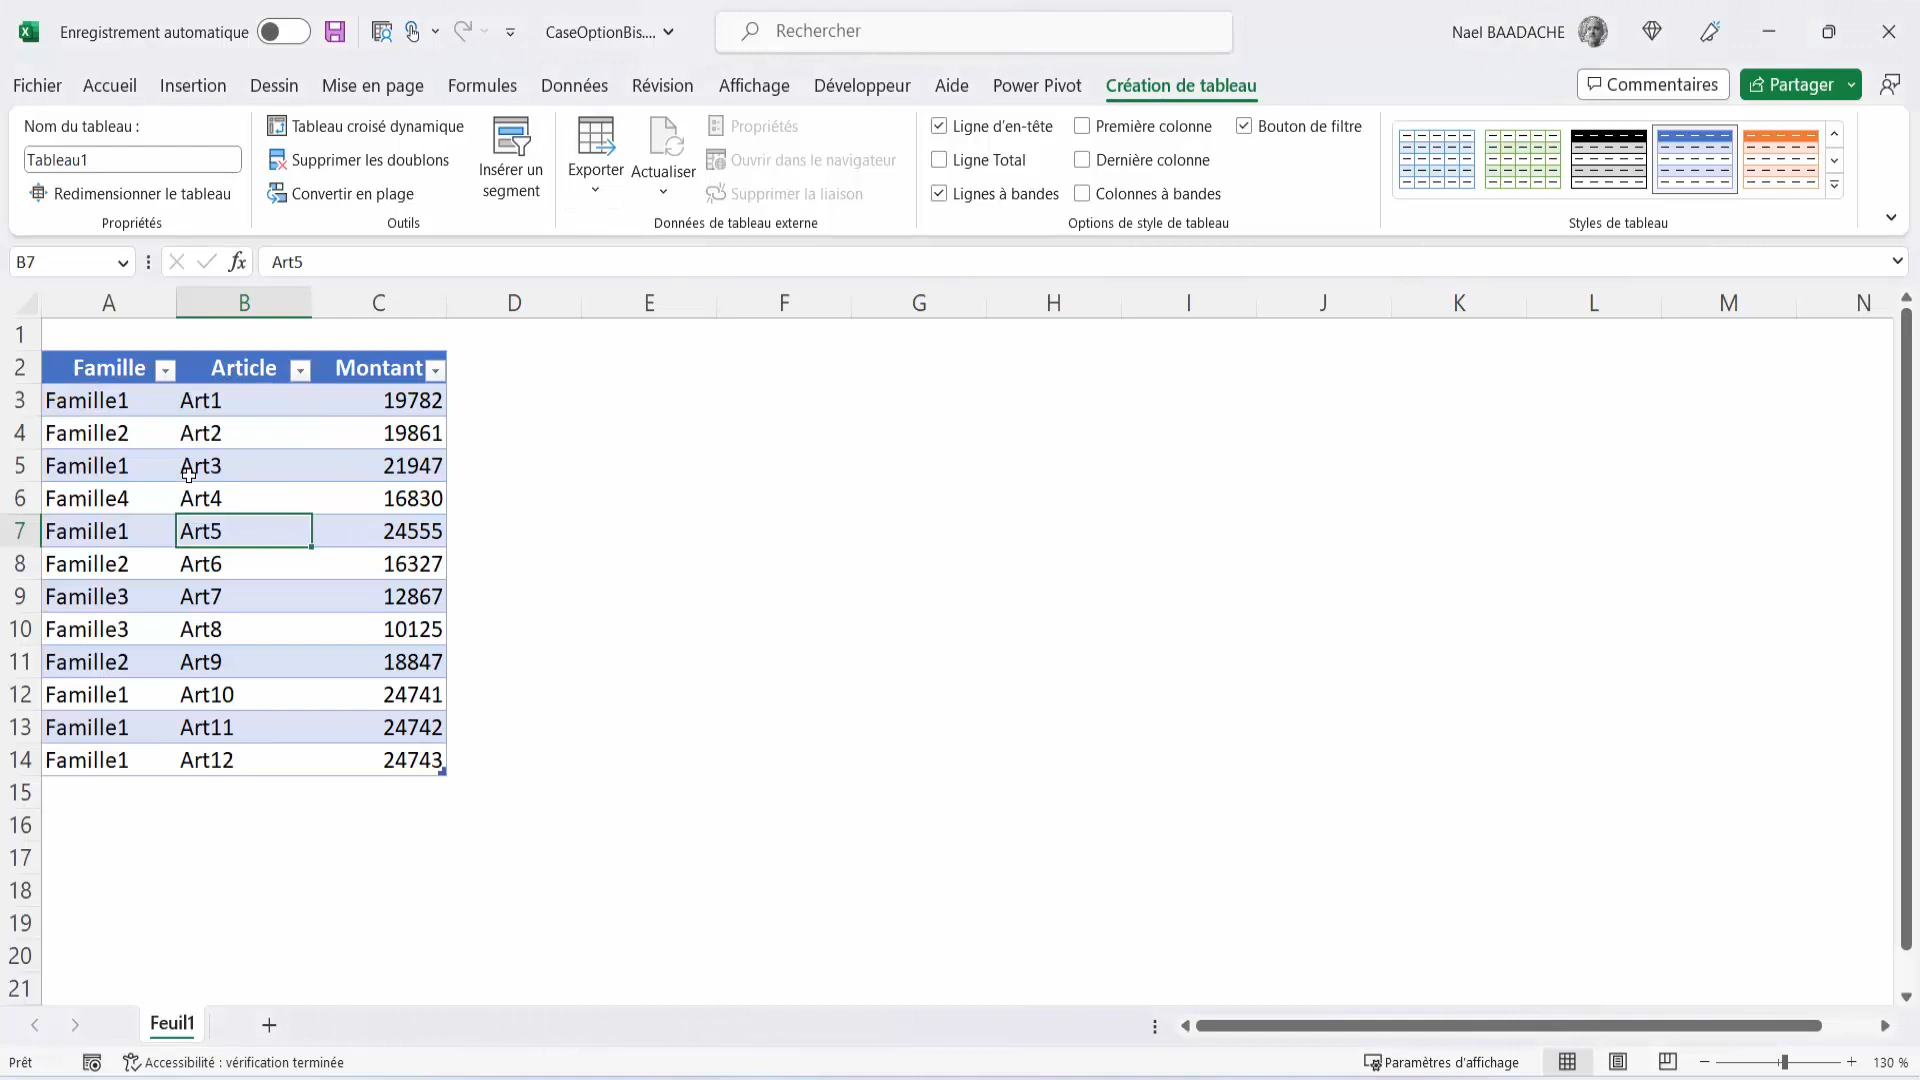 Enregistrement automatique
CaseOptionBis....
Rechercher
Nael BAADACHE
Fichier Accueil Insertion Dessin Mise en page Formules Données Révision Affichage Développeur Aide Power Pivot Création de tableau
Commentaires
Partager
Nom du tableau :
Tableau1
Redimensionner le tableau
Propriétés
Tableau croisé dynamique
Supprimer les doublons
Convertir en plage
Insérer un
segment
Outils
Exporter
Actualiser
Propriétés
Ouvrir dans le navigateur
Supprimer la liaison
Données de tableau externe
Ligne d'en-tête
Ligne Total
Lignes à bandes
Première colonne
Dernière colonne
Colonnes à bandes
Bouton de filtre
Options de style de tableau
Styles de tableau
B7
fx
Art5
A B C D E F G H I J K L M N
1
2 Famille Article Montant
3 Famille1 Art1 19782
4 Famille2 Art2 19861
5 Famille1 Art3 21947
6 Famille4 Art4 16830
7 Famille1 Art5 24555
8 Famille2 Art6 16327
9 Famille3 Art7 12867
10 Famille3 Art8 10125
11 Famille2 Art9 18847
12 Famille1 Art10 24741
13 Famille1 Art11 24742
14 Famille1 Art12 24743
15
16
17
18
19
20
21
Feuil1
Prêt
Accessibilité : vérification terminée
Paramètres d'affichage
130 %